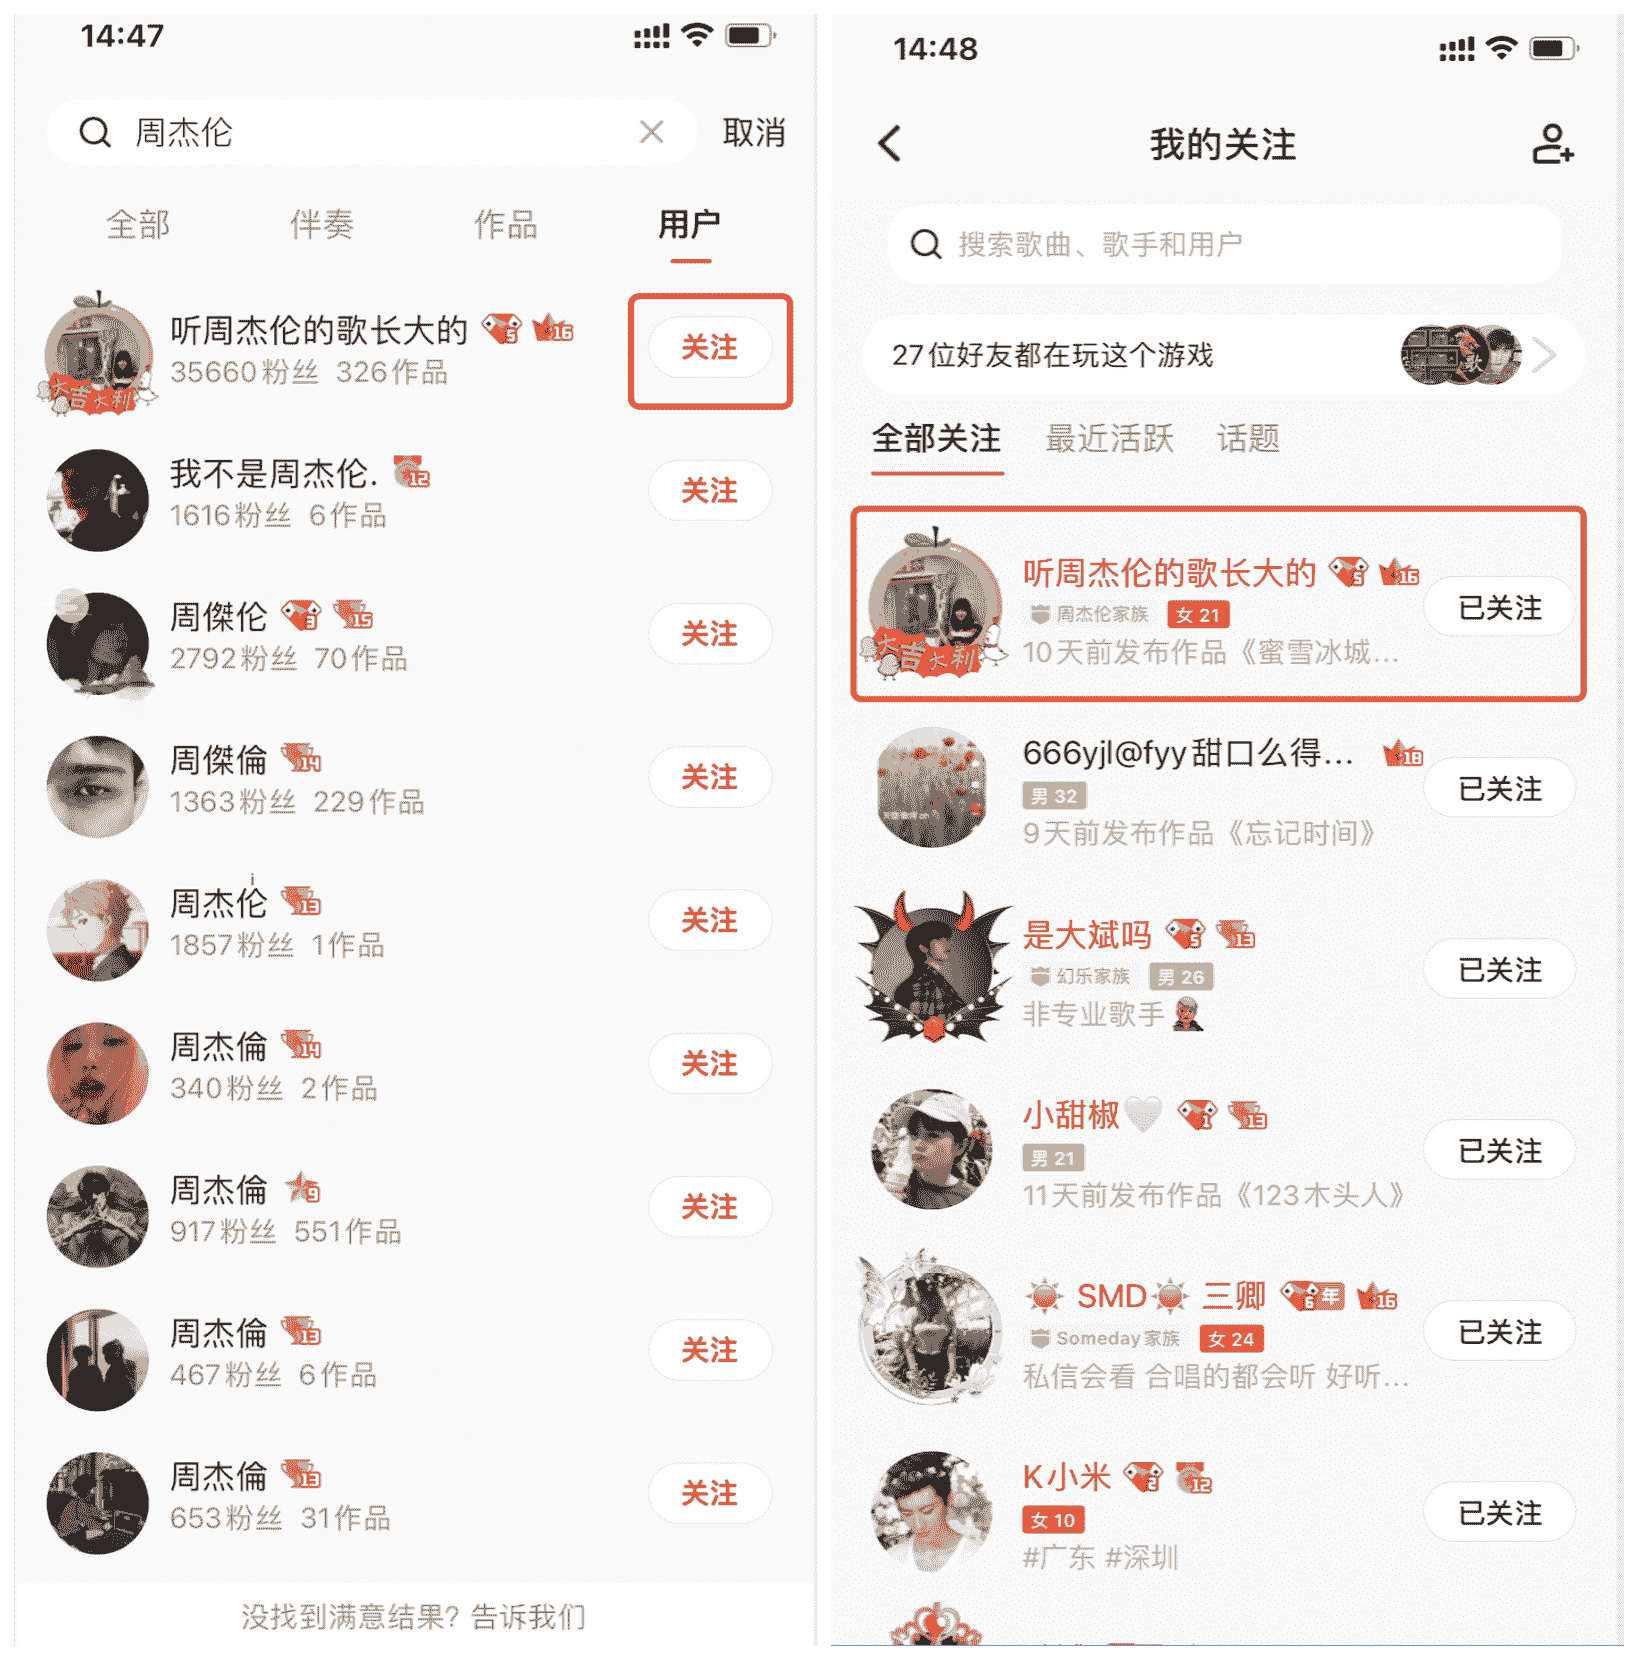 14:47
周杰伦
取消
全部 伴奏 作品 用户
听周杰伦的歌长大的 5 16
35660粉丝 326作品
关注
大吉大利
我不是周杰伦. 12
1616粉丝 6作品
关注
周傑伦 3 15
2792粉丝 70作品
关注
周傑倫 14
1363粉丝 229作品
关注
周杰伦 13
1857粉丝 1作品
关注
周杰倫 14
340粉丝 2作品
关注
周杰倫 9
917粉丝 551作品
关注
周杰倫 13
467粉丝 6作品
关注
周杰倫 13
653粉丝 31作品
关注
没找到满意结果? 告诉我们
14:48
我的关注
搜索歌曲、歌手和用户
27位好友都在玩这个游戏
全部关注 最近活跃 话题
听周杰伦的歌长大的 5 16
周杰伦家族 女 21
10天前发布作品《蜜雪冰城...
已关注
大吉大利
666yjl@fyy甜口么得... 18
男 32
9天前发布作品《忘记时间》
已关注
是大斌吗 5 13
幻乐家族 男 26
非专业歌手
已关注
小甜椒 1 13
男 21
11天前发布作品《123木头人》
已关注
SMD 三卿 6 年 16
Someday家族 女 24
私信会看 合唱的都会听 好听...
已关注
K小米 2 12
女 10
#广东 #深圳
已关注